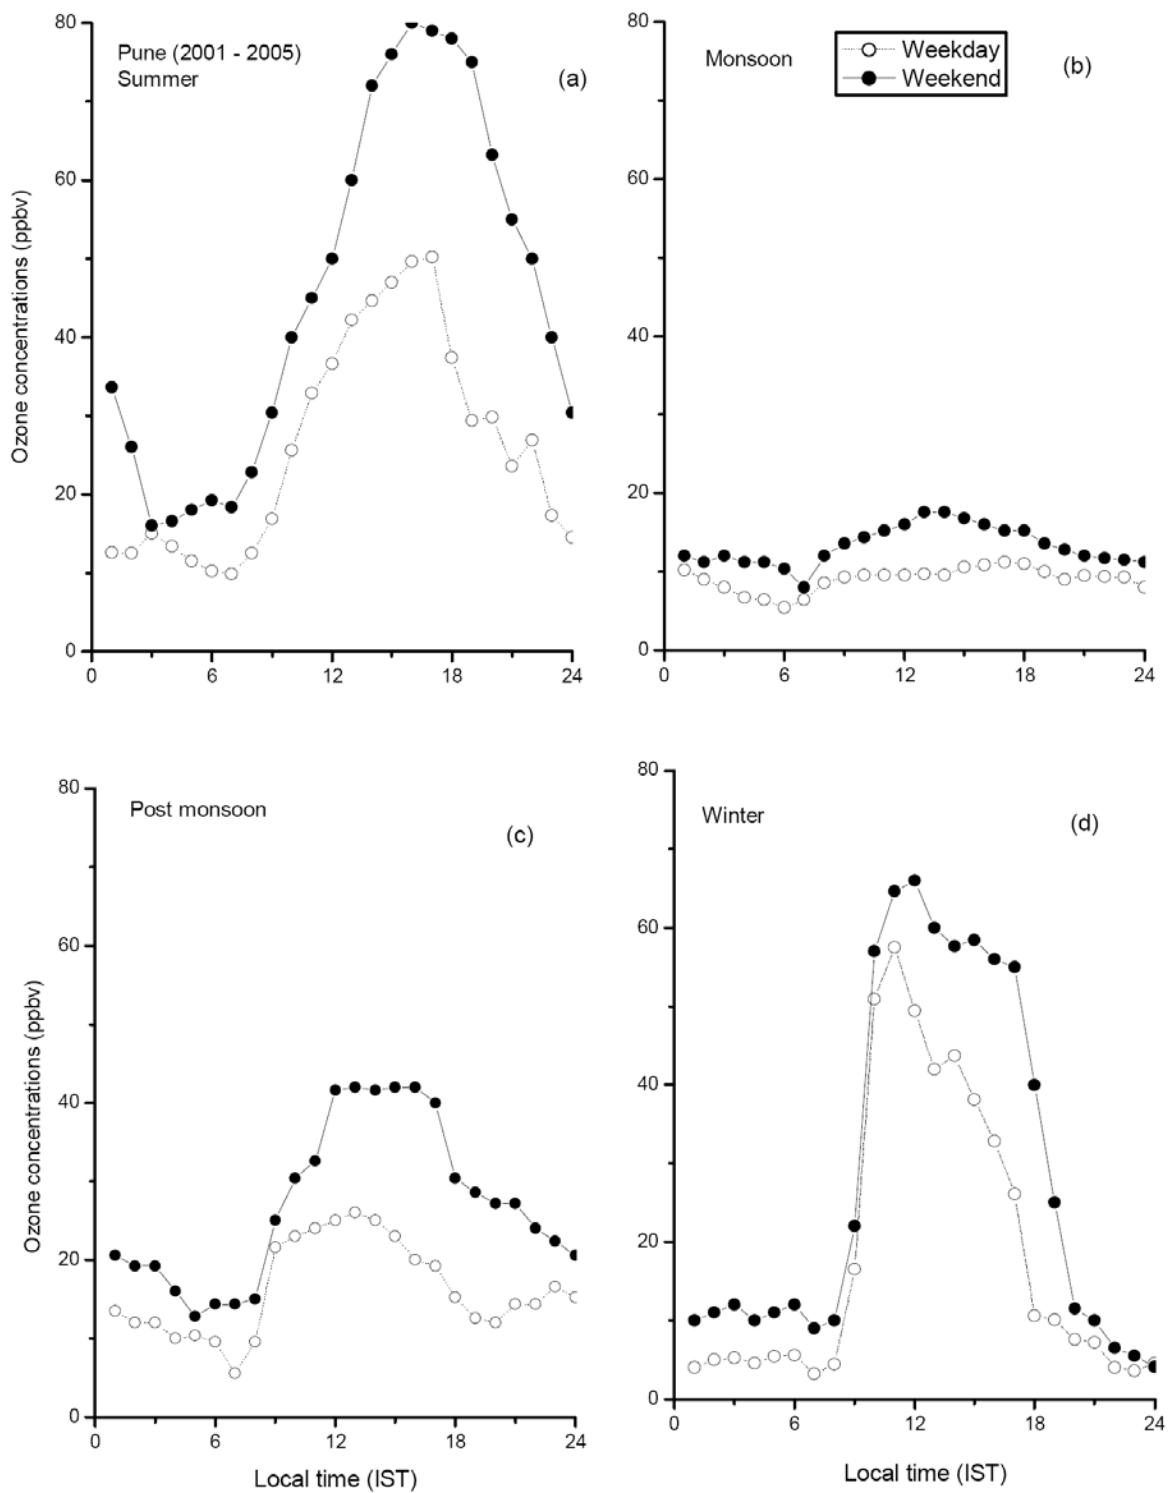 Pune (2001 - 2005)
Summer
(a)
Ozone concentrations (ppbv)
80
60
40
20
0
0 6 12 18 24
Monsoon
Weekday
Weekend
(b)
80
60
40
20
0
0 6 12 18 24
Post monsoon
(c)
Ozone concentrations (ppbv)
80
60
40
20
0
0 6 12 18 24
Local time (IST)
Winter
(d)
80
60
40
20
0
0 6 12 18 24
Local time (IST)